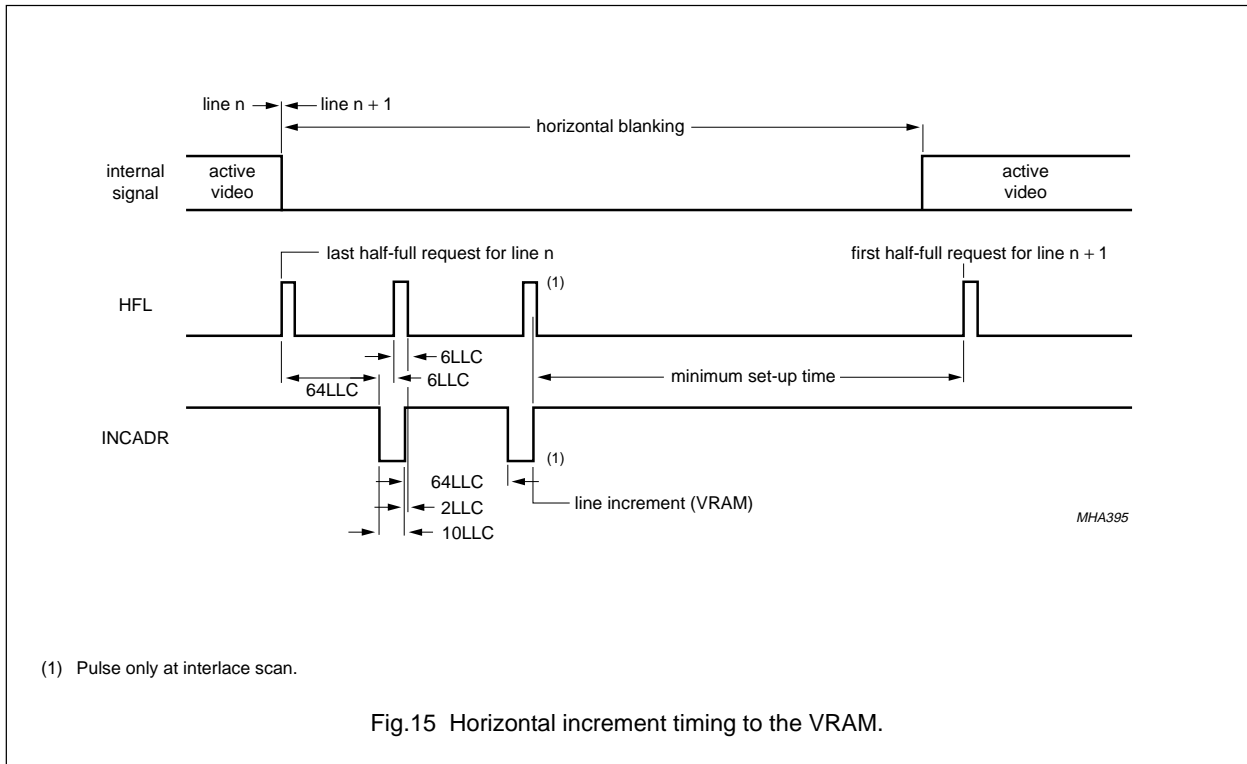 line n
line n + 1
horizontal blanking
internal
signal
active
video
active
video
last half-full request for line n
first half-full request for line n + 1
HFL
(1)
6LLC
6LLC
64LLC
minimum set-up time
INCADR
(1)
64LLC
line increment (VRAM)
2LLC
10LLC
MHA395
(1) Pulse only at interlace scan.
Fig.15 Horizontal increment timing to the VRAM.